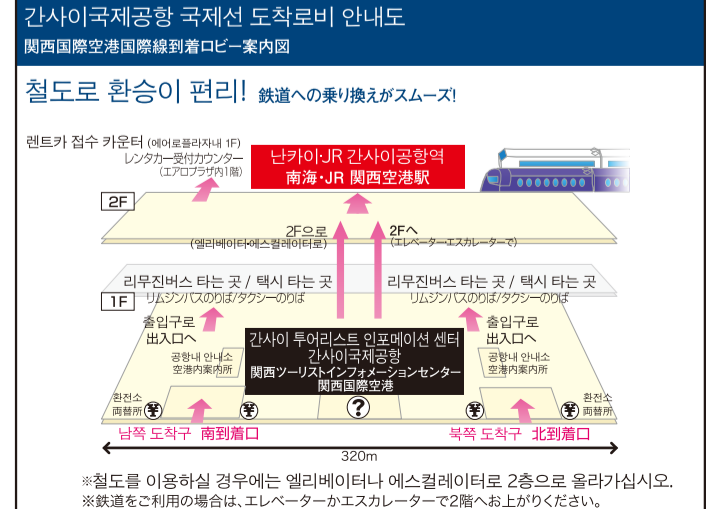 간사이국제공항 국제선 도착로비 안내도
関西国際空港国際線到着ロビー案内図
철도로 환승이 편리! 鉄道への乗り換えがスムーズ!
렌트카 접수 카운터 (에어로플라자내 1F)
レンタカー受付カウンター
(エアロプラザ内1階)
난카이·JR 간사이공항역
南海・JR 関西空港駅
2F
2F으로
(엘리베이터·에스컬레이터로)
2Fへ
(エレベーター・エスカレーターで)
리무진버스 타는 곳 / 택시 타는 곳
リムジンバスのりば/タクシーのりば
리무진버스 타는 곳 / 택시 타는 곳
リムジンバスのりば/タクシーのりば
1F
출입구로
出入口へ
출입구로
出入口へ
간사이 투어리스트 인포메이션 센터
간사이국제공항
関西ツーリストインフォメーションセンター
関西国際空港
공항내 안내소
空港内案内所
공항내 안내소
空港内案内所
환전소
両替所
환전소
両替所
¥
¥
?
¥
¥
남쪽 도착구 南到着口
북쪽 도착구 北到着口
320m
※철도를 이용하실 경우에는 엘리베이터나 에스컬레이터로 2층으로 올라가십시오.
※鉄道をご利用の場合は、エレベーターかエスカレーターで2階へお上がりください。